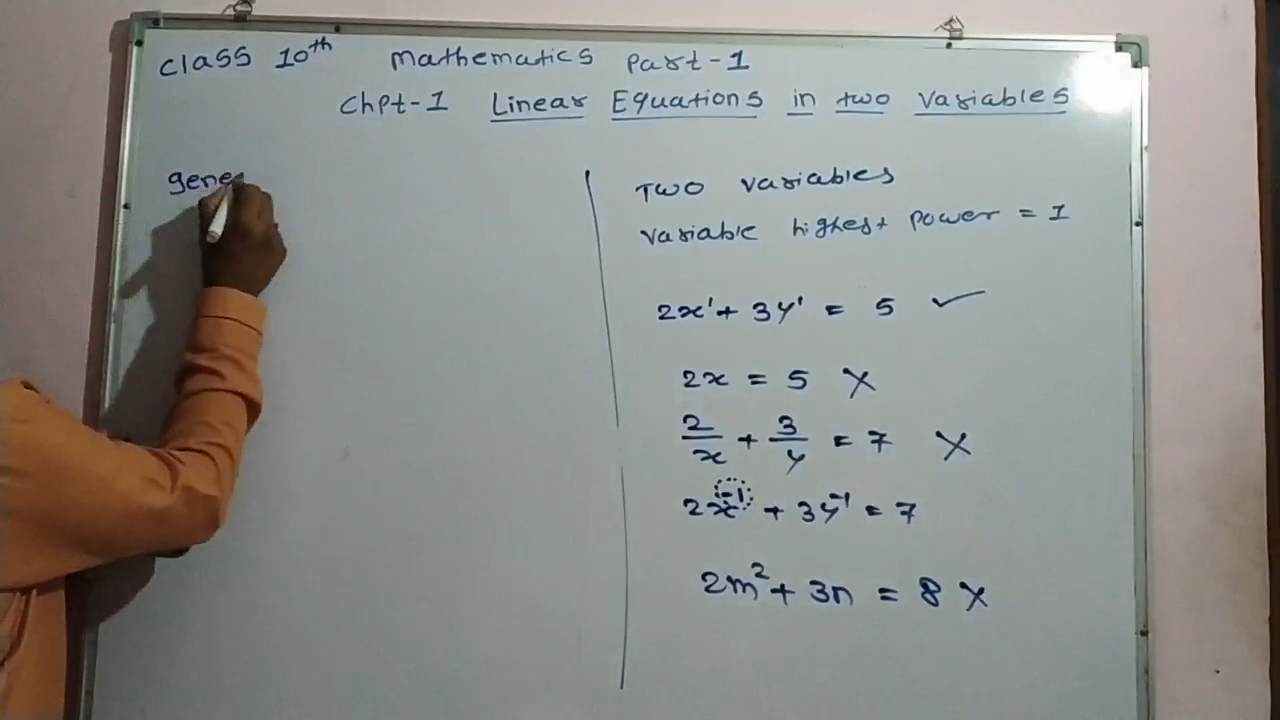 class 10th mathematics part-1
chpt-1 Linear Equations in two variables
gene
Two variables
variable highest power = 1
2x¹ + 3y¹ = 5 ✓
2x = 5 X
2/x + 3/y = 7 X
2x⁻¹ + 3y⁻¹ = 7
2m² + 3n = 8 X